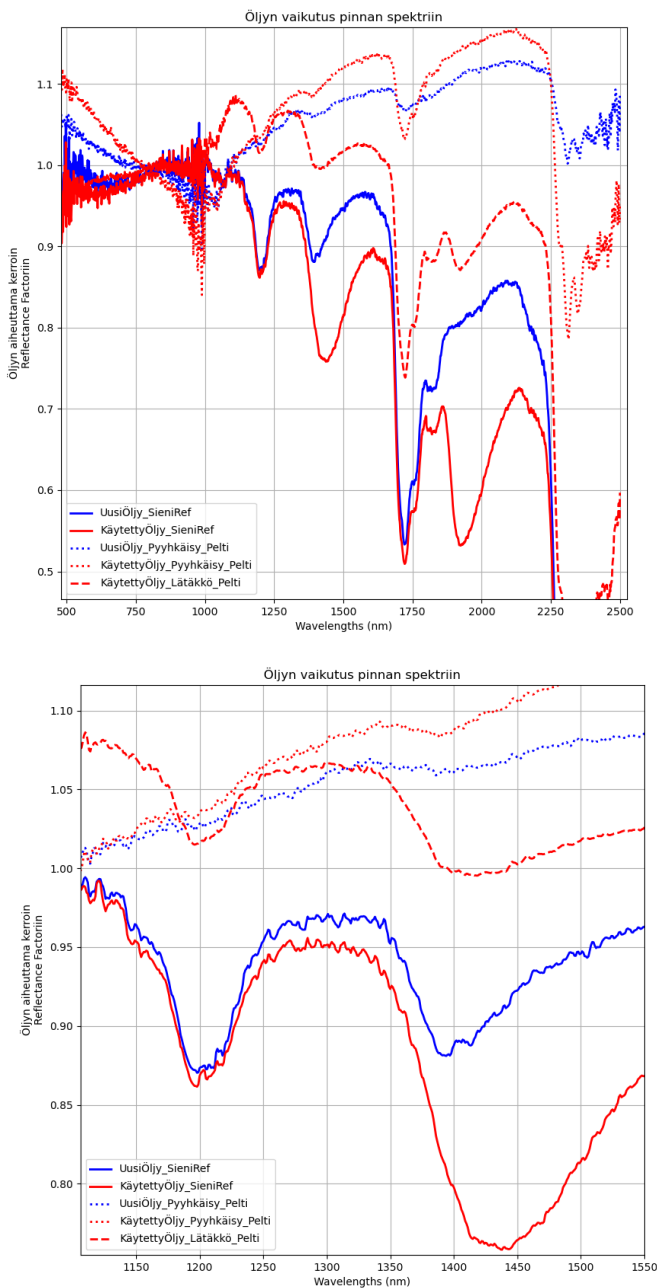 Öljyn vaikutus pinnan spektriin
1.1
1.0
0.9
0.8
0.7
0.6
0.5
Öljyn aiheuttama kerroin
Reflectance Factoriin
UusiÖljy_SieniRef
KäytettyÖljy_SieniRef
UusiÖljy_Pyyhkäisy_Pelti
KäytettyÖljy_Pyyhkäisy_Pelti
KäytettyÖljy_Lätäkkö_Pelti
500 750 1000 1250 1500 1750 2000 2250 2500
Wavelengths (nm)
Öljyn vaikutus pinnan spektriin
1.10
1.05
1.00
0.95
0.90
0.85
0.80
Öljyn aiheuttama kerroin
Reflectance Factoriin
UusiÖljy_SieniRef
KäytettyÖljy_SieniRef
UusiÖljy_Pyyhkäisy_Pelti
KäytettyÖljy_Pyyhkäisy_Pelti
KäytettyÖljy_Lätäkkö_Pelti
1150 1200 1250 1300 1350 1400 1450 1500 1550
Wavelengths (nm)